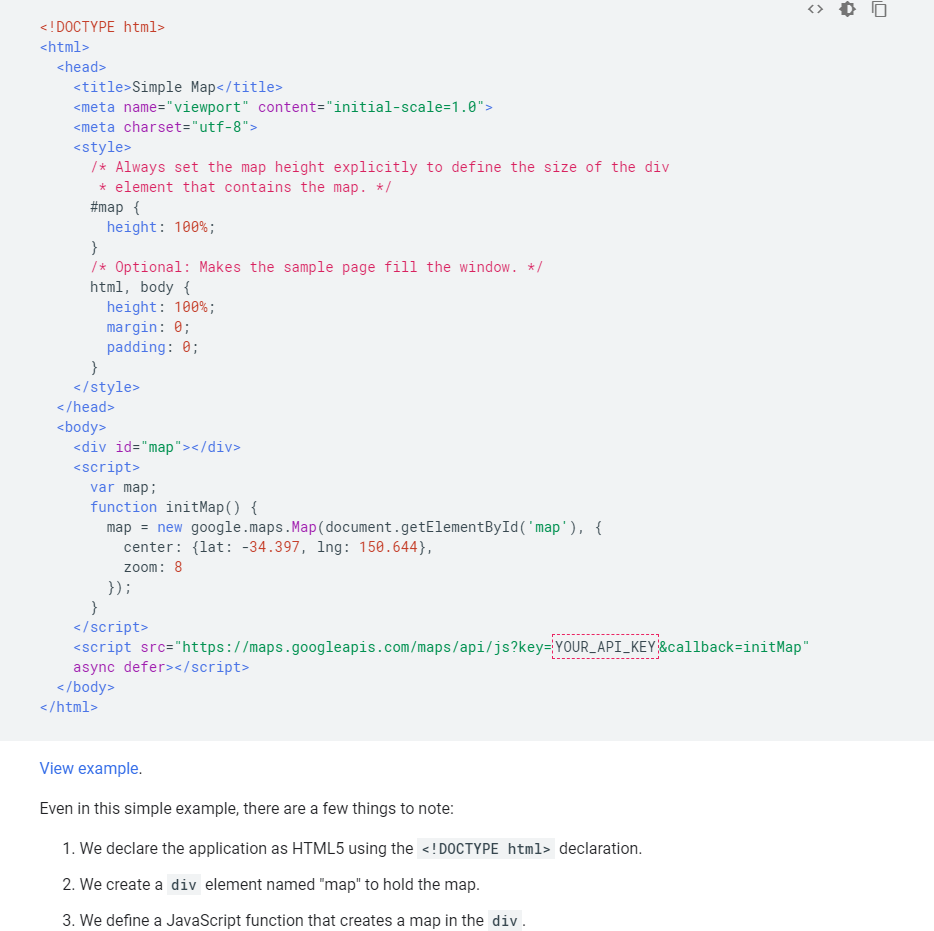 <!DOCTYPE html>
<html>
  <head>
    <title>Simple Map</title>
    <meta name="viewport" content="initial-scale=1.0">
    <meta charset="utf-8">
    <style>
      /* Always set the map height explicitly to define the size of the div
       * element that contains the map. */
      #map {
        height: 100%;
      }
      /* Optional: Makes the sample page fill the window. */
      html, body {
        height: 100%;
        margin: 0;
        padding: 0;
      }
    </style>
  </head>
  <body>
    <div id="map"></div>
    <script>
      var map;
      function initMap() {
        map = new google.maps.Map(document.getElementById('map'), {
          center: {lat: -34.397, lng: 150.644},
          zoom: 8
        });
      }
    </script>
    <script src="https://maps.googleapis.com/maps/api/js?key=YOUR_API_KEY&callback=initMap"
    async defer></script>
  </body>
</html>
View example.
Even in this simple example, there are a few things to note:
1. We declare the application as HTML5 using the <!DOCTYPE html> declaration.
2. We create a div element named "map" to hold the map.
3. We define a JavaScript function that creates a map in the div.